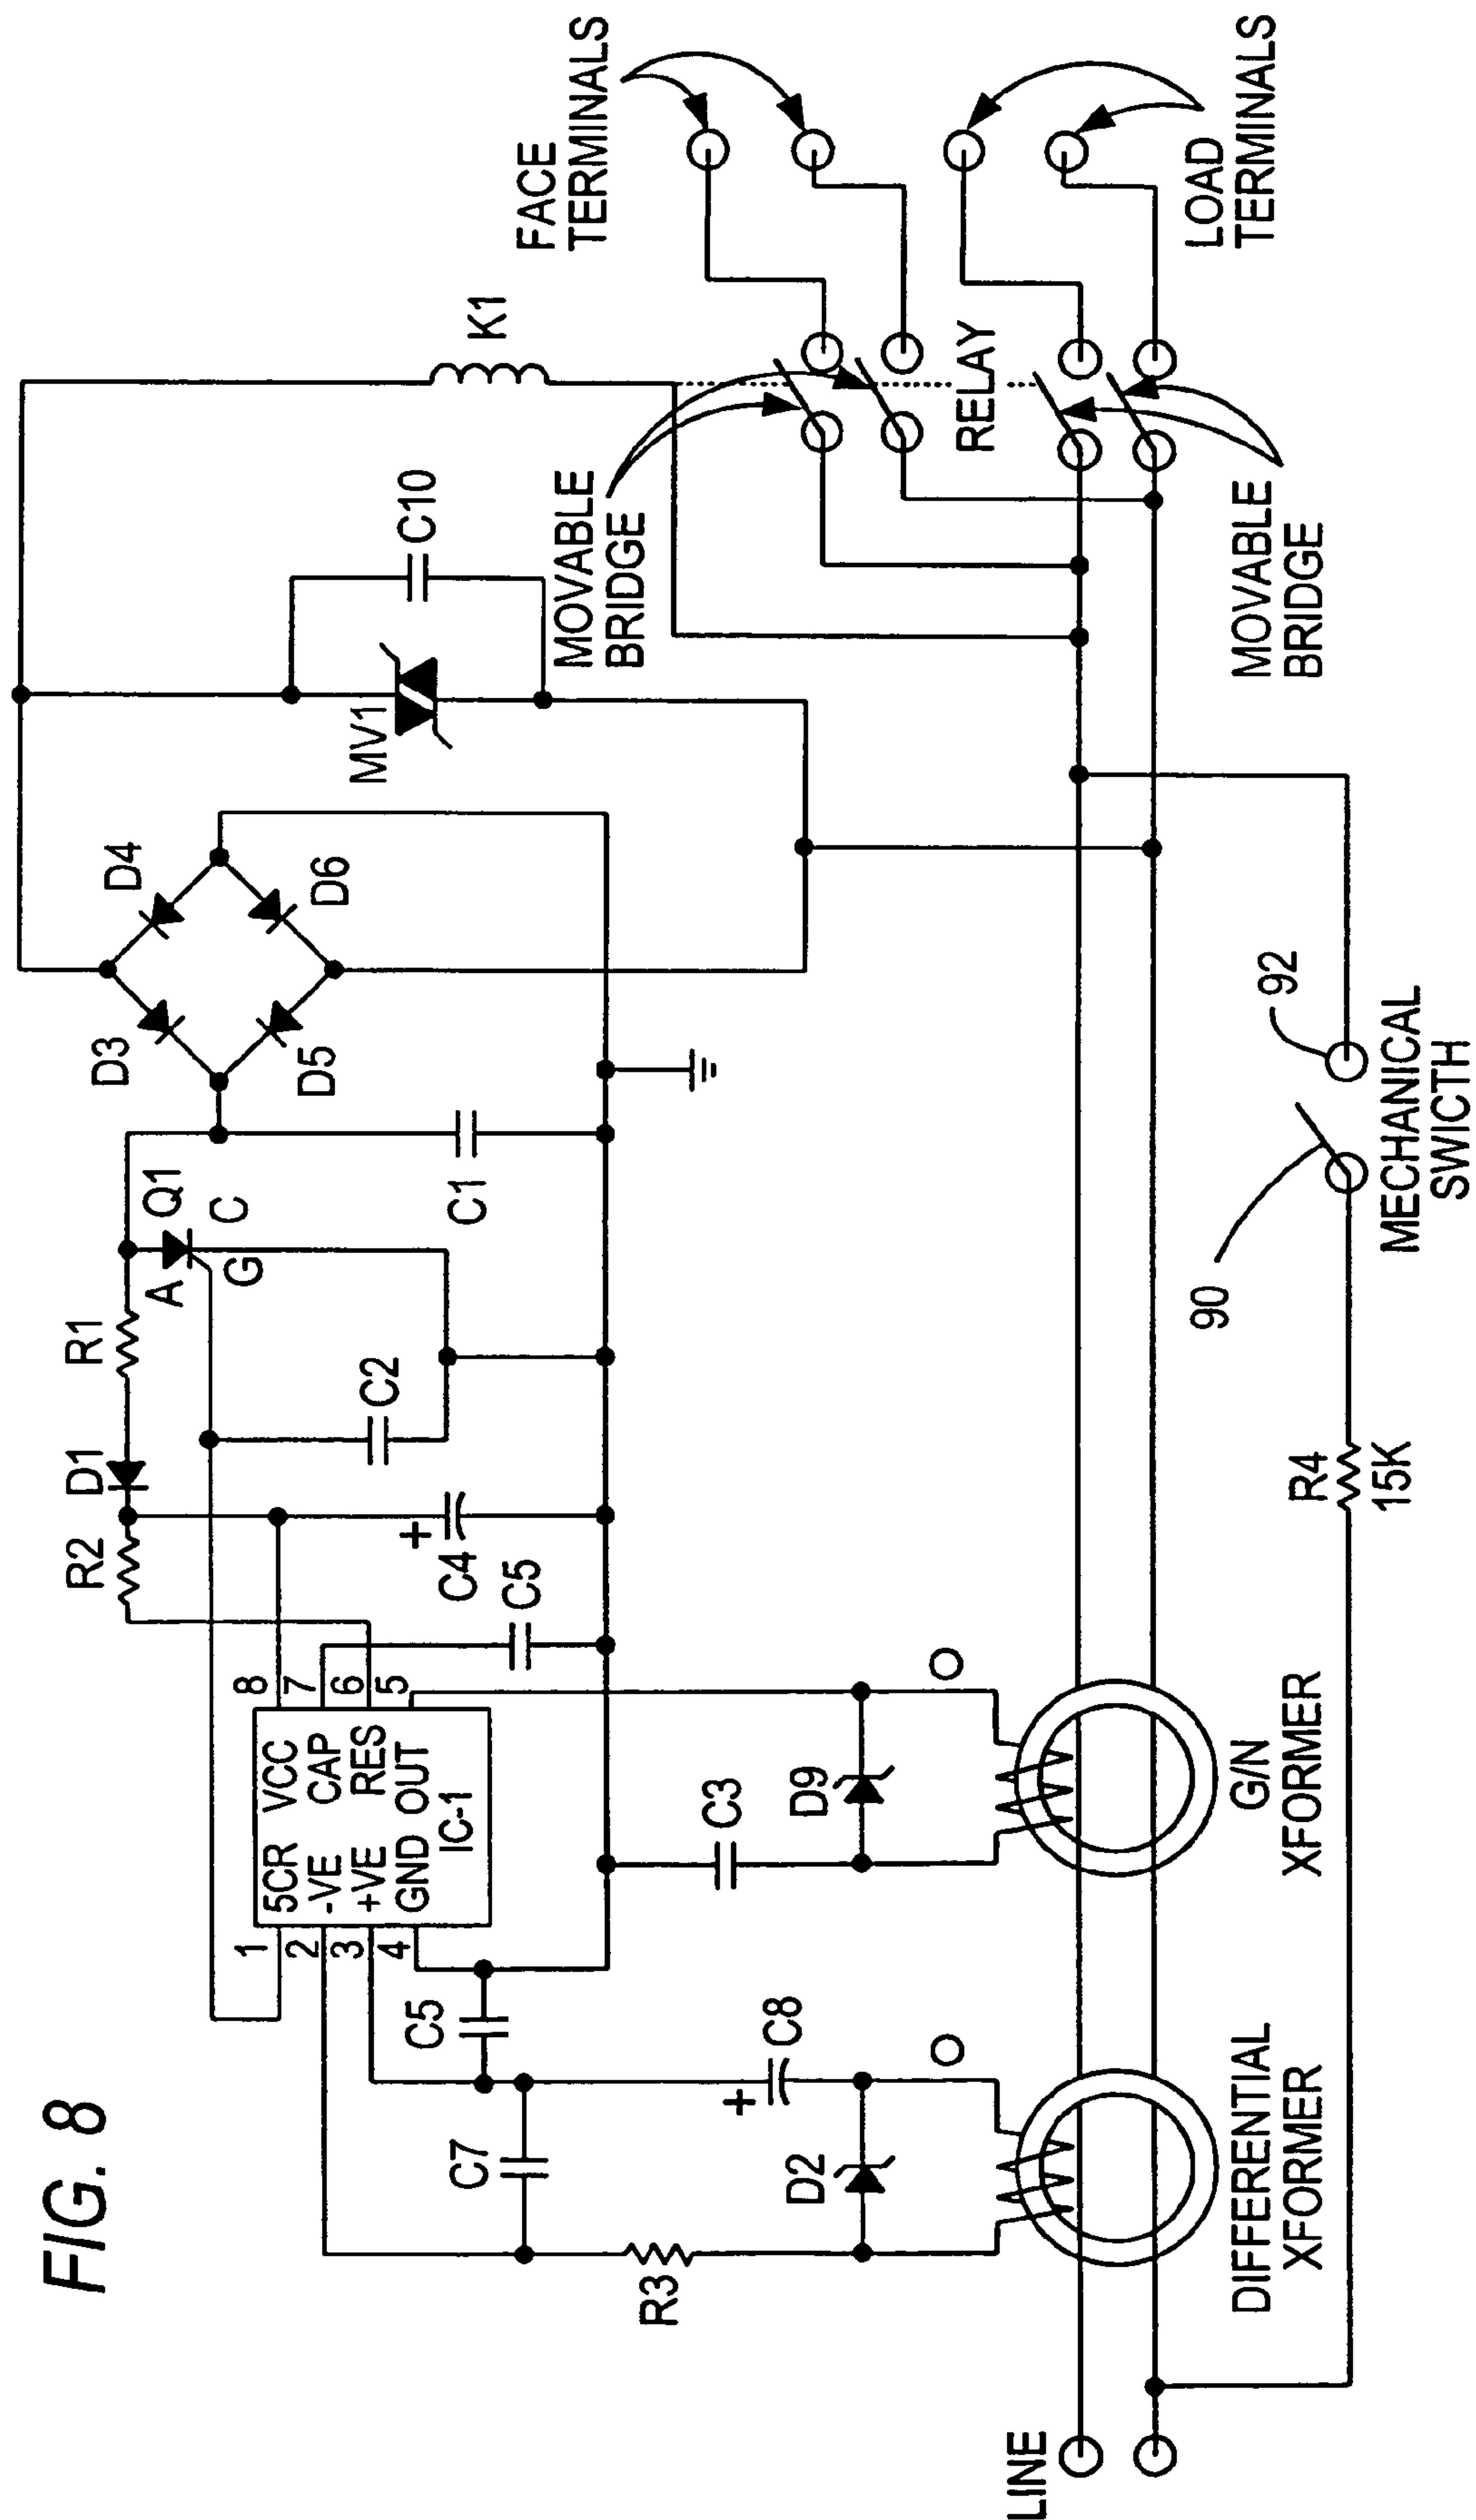 FIG. 8
LINE
DIFFERENTIAL
XFORMER
G/N
XFORMER
R3
C7
D2
C8
+
O
C5
1
2
3
4
5CR VCC
-VE CAP
+VE RES
GND OUT
IC-1
8
7
6
5
C3
D9
O
R2
D1
R1
C4
+
C5
C2
A
Q1
C
G
C1
D3
D4
D5
D6
MV1
C10
K1
MOVABLE
BRIDGE
RELAY
FACE
TERMINALS
LOAD
TERMINALS
MOVABLE
BRIDGE
R4
15K
90
92
MECHANICAL
SWICTH